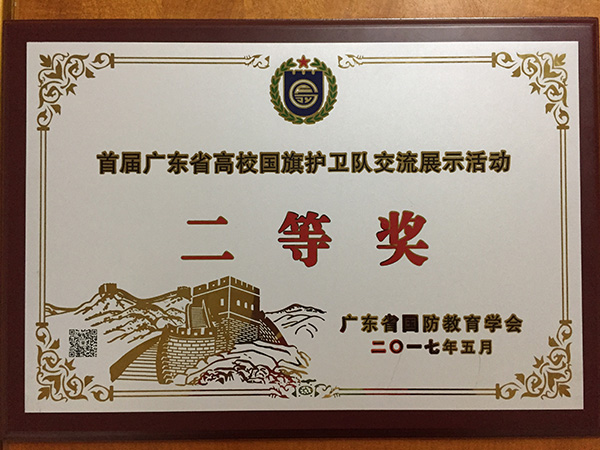 首届广东省高校国旗护卫队交流展示活动
二等奖
广东省国防教育学会
二〇一七年五月